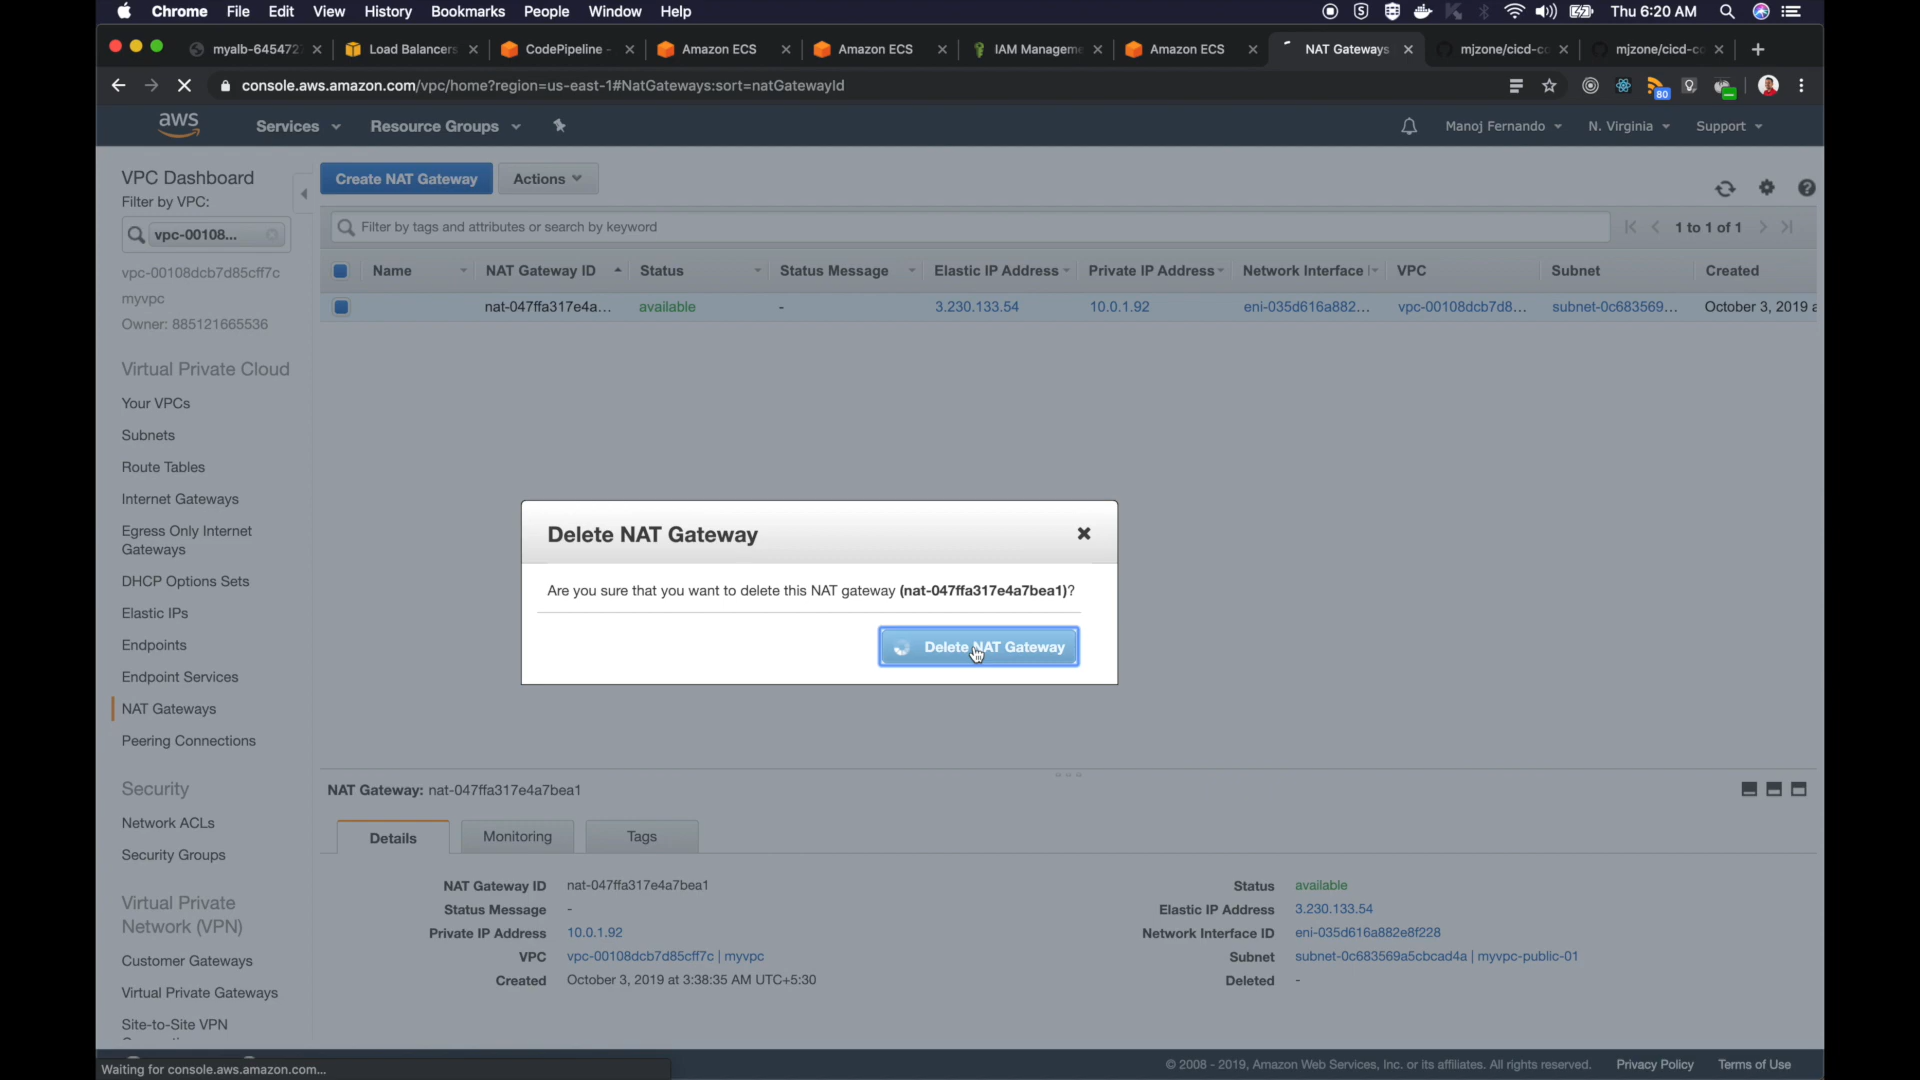 Chrome File Edit View History Bookmarks People Window Help Thu 6:20 AM
myalb-645472 Load Balancers CodePipeline - Amazon ECS Amazon ECS IAM Manageme Amazon ECS NAT Gateways mjzone/cicd-co mjzone/cicd-co
console.aws.amazon.com/vpc/home?region=us-east-1#NatGateways:sort=natGatewayId 80
aws Services Resource Groups Manoj Fernando N. Virginia Support
VPC Dashboard
Filter by VPC:
vpc-00108...
vpc-00108dcb7d85cff7c
myvpc
Owner: 885121665536
Virtual Private Cloud
Your VPCs
Subnets
Route Tables
Internet Gateways
Egress Only Internet
Gateways
DHCP Options Sets
Elastic IPs
Endpoints
Endpoint Services
NAT Gateways
Peering Connections
Security
Network ACLs
Security Groups
Virtual Private
Network (VPN)
Customer Gateways
Virtual Private Gateways
Site-to-Site VPN
Create NAT Gateway Actions
Filter by tags and attributes or search by keyword 1 to 1 of 1
Name NAT Gateway ID Status Status Message Elastic IP Address Private IP Address Network Interface I VPC Subnet Created
nat-047ffa317e4a... available - 3.230.133.54 10.0.1.92 eni-035d616a882... vpc-00108dcb7d8... subnet-0c683569... October 3, 2019 a
Delete NAT Gateway
Are you sure that you want to delete this NAT gateway (nat-047ffa317e4a7bea1)?
Delete NAT Gateway
NAT Gateway: nat-047ffa317e4a7bea1
Details Monitoring Tags
NAT Gateway ID nat-047ffa317e4a7bea1 Status available
Status Message - Elastic IP Address 3.230.133.54
Private IP Address 10.0.1.92 Network Interface ID eni-035d616a882e8f228
VPC vpc-00108dcb7d85cff7c | myvpc Subnet subnet-0c683569a5cbcad4a | myvpc-public-01
Created October 3, 2019 at 3:38:35 AM UTC+5:30 Deleted -
Waiting for console.aws.amazon.com...
© 2008 - 2019, Amazon Web Services, Inc. or its affiliates. All rights reserved. Privacy Policy Terms of Use